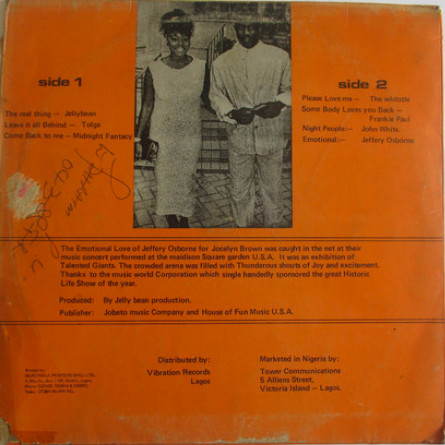 side 1
The real thing — Jellybean
Leave it all Behind — Tolga
Come Back to me — Midnight Fantacy
side 2
Please Love me — The whistle
Some Body Loves you Back —
Frankie Paul
Night People:— John White.
Emotional:— Jeffery Osborne
The Emotional Love of Jeffery Osborne for Jocelyn Brown was caught in the net at their
music concert performed at the maidison Square garden U.S.A. It was an exhibition of
Talented Giants. The crowded arena was filled with Thunderous shouts of Joy and excitement.
Thanks to the music world Corporation which single handedly sponsored the great Historic
Life Show of the year.
Produced: By Jelly bean production.
Publisher: Jobeto music Company and House of Fun Music U.S.A.
Distributed by:
Vibration Records
Lagos
Marketed in Nigeria by:
Tower Communications
5 Alliens Street,
Victoria Island — Lagos.